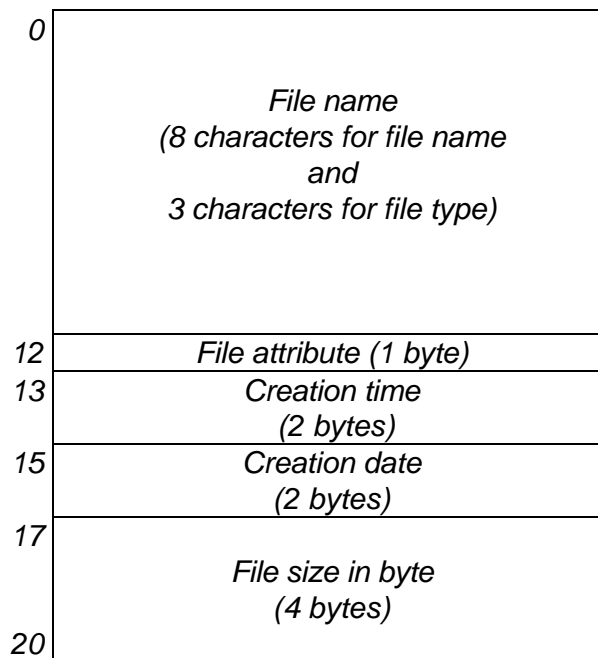 0
File name
(8 characters for file name
and
3 characters for file type)
12 File attribute (1 byte)
13 Creation time
(2 bytes)
15 Creation date
(2 bytes)
17
File size in byte
(4 bytes)
20